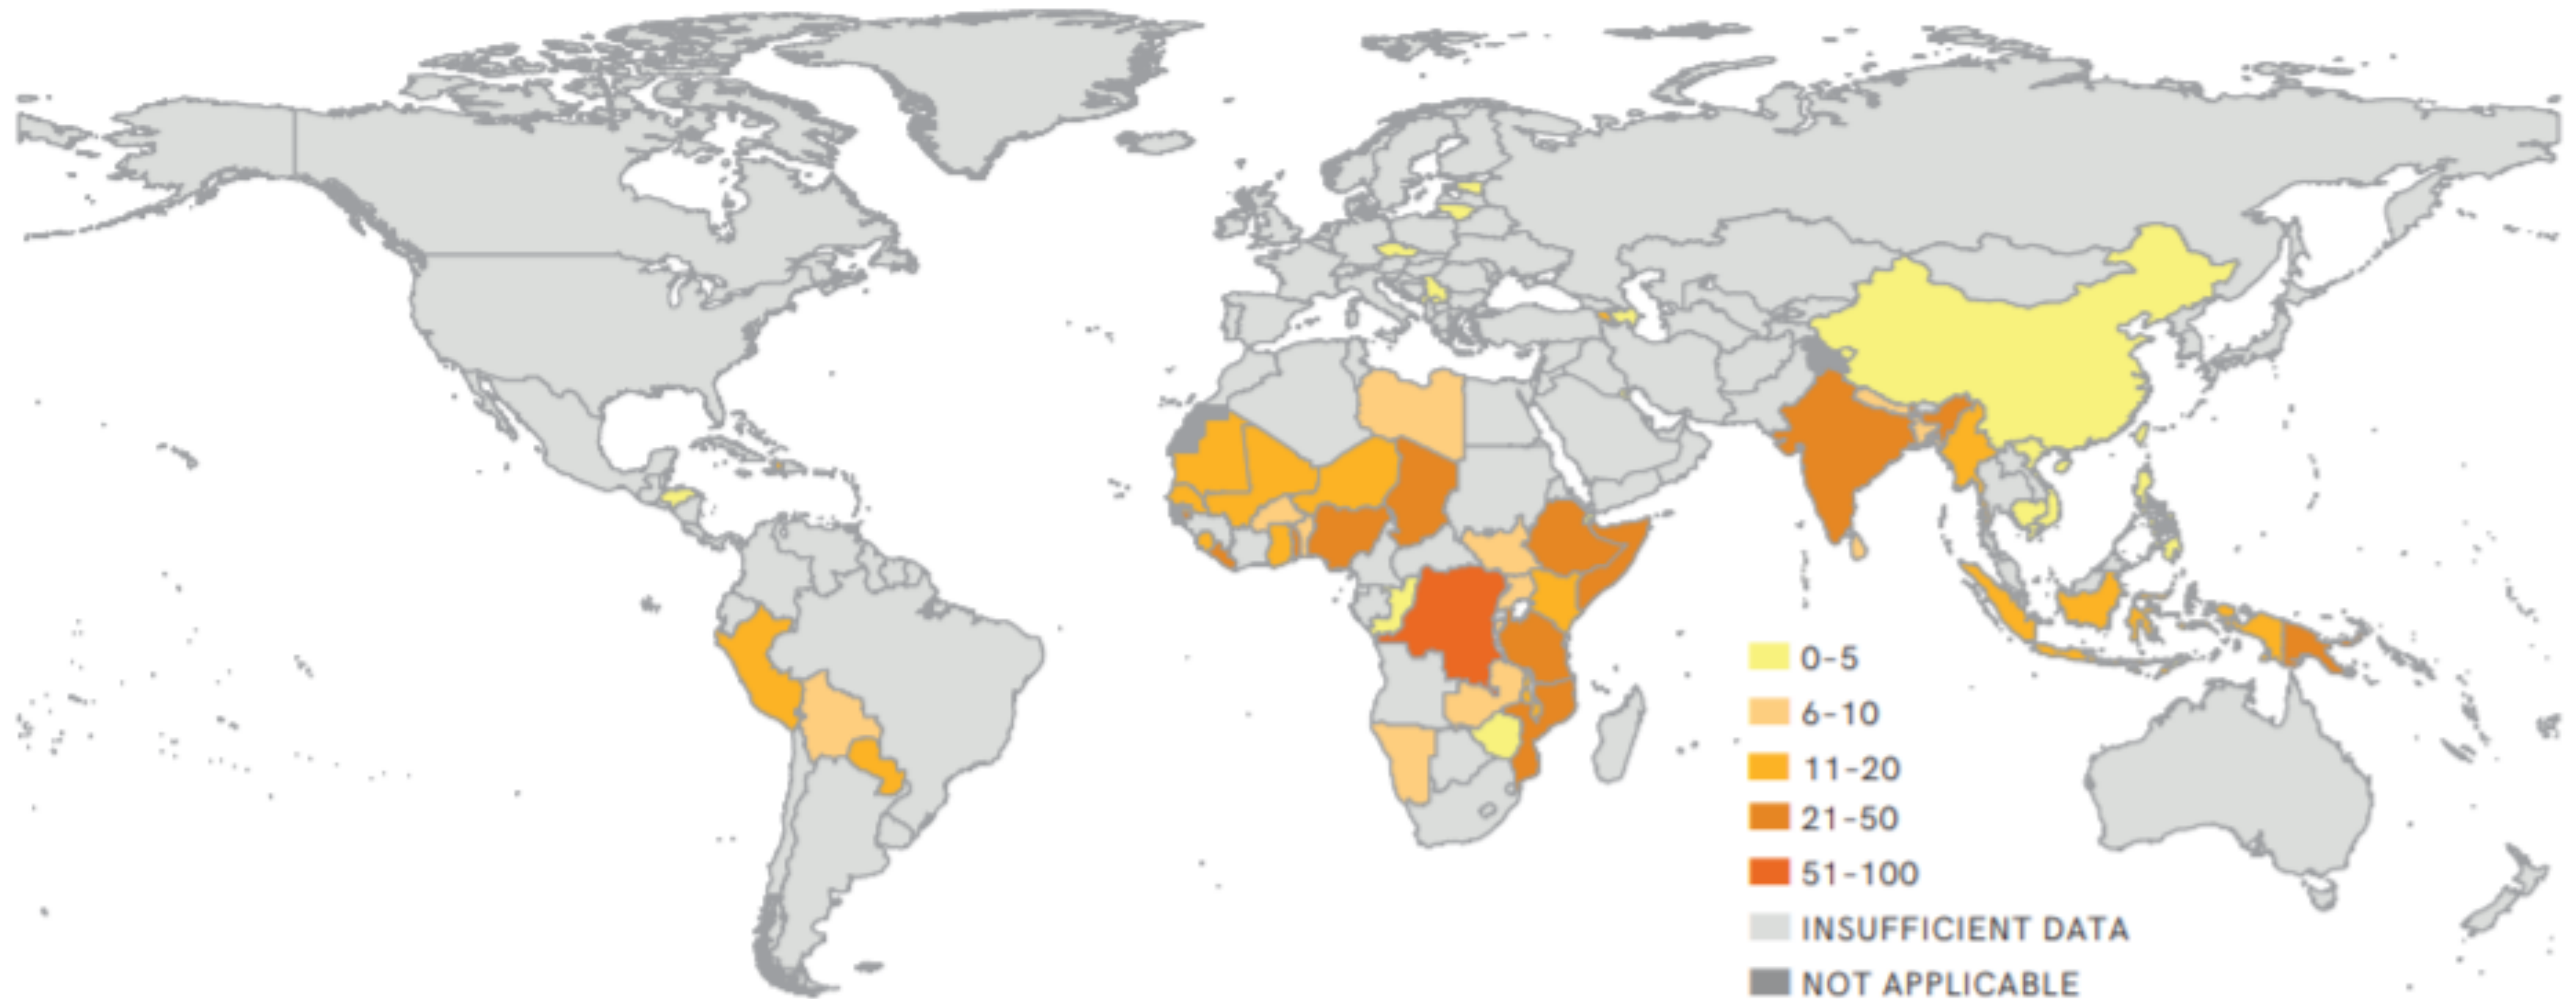 0-5
6-10
11-20
21-50
51-100
INSUFFICIENT DATA
NOT APPLICABLE